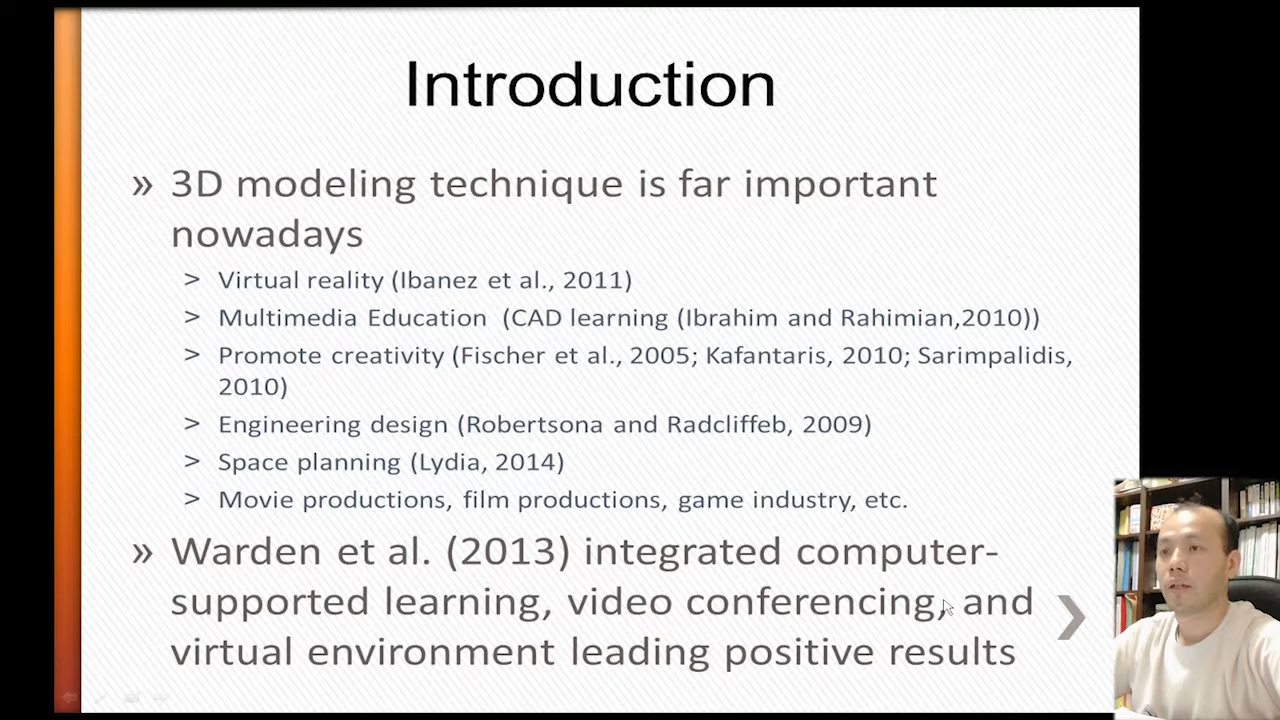 Introduction
» 3D modeling technique is far important
nowadays
> Virtual reality (Ibanez et al., 2011)
> Multimedia Education (CAD learning (Ibrahim and Rahimian,2010))
> Promote creativity (Fischer et al., 2005; Kafantaris, 2010; Sarimpalidis,
2010)
> Engineering design (Robertsona and Radcliffeb, 2009)
> Space planning (Lydia, 2014)
> Movie productions, film productions, game industry, etc.
» Warden et al. (2013) integrated computer-
supported learning, video conferencing, and
virtual environment leading positive results